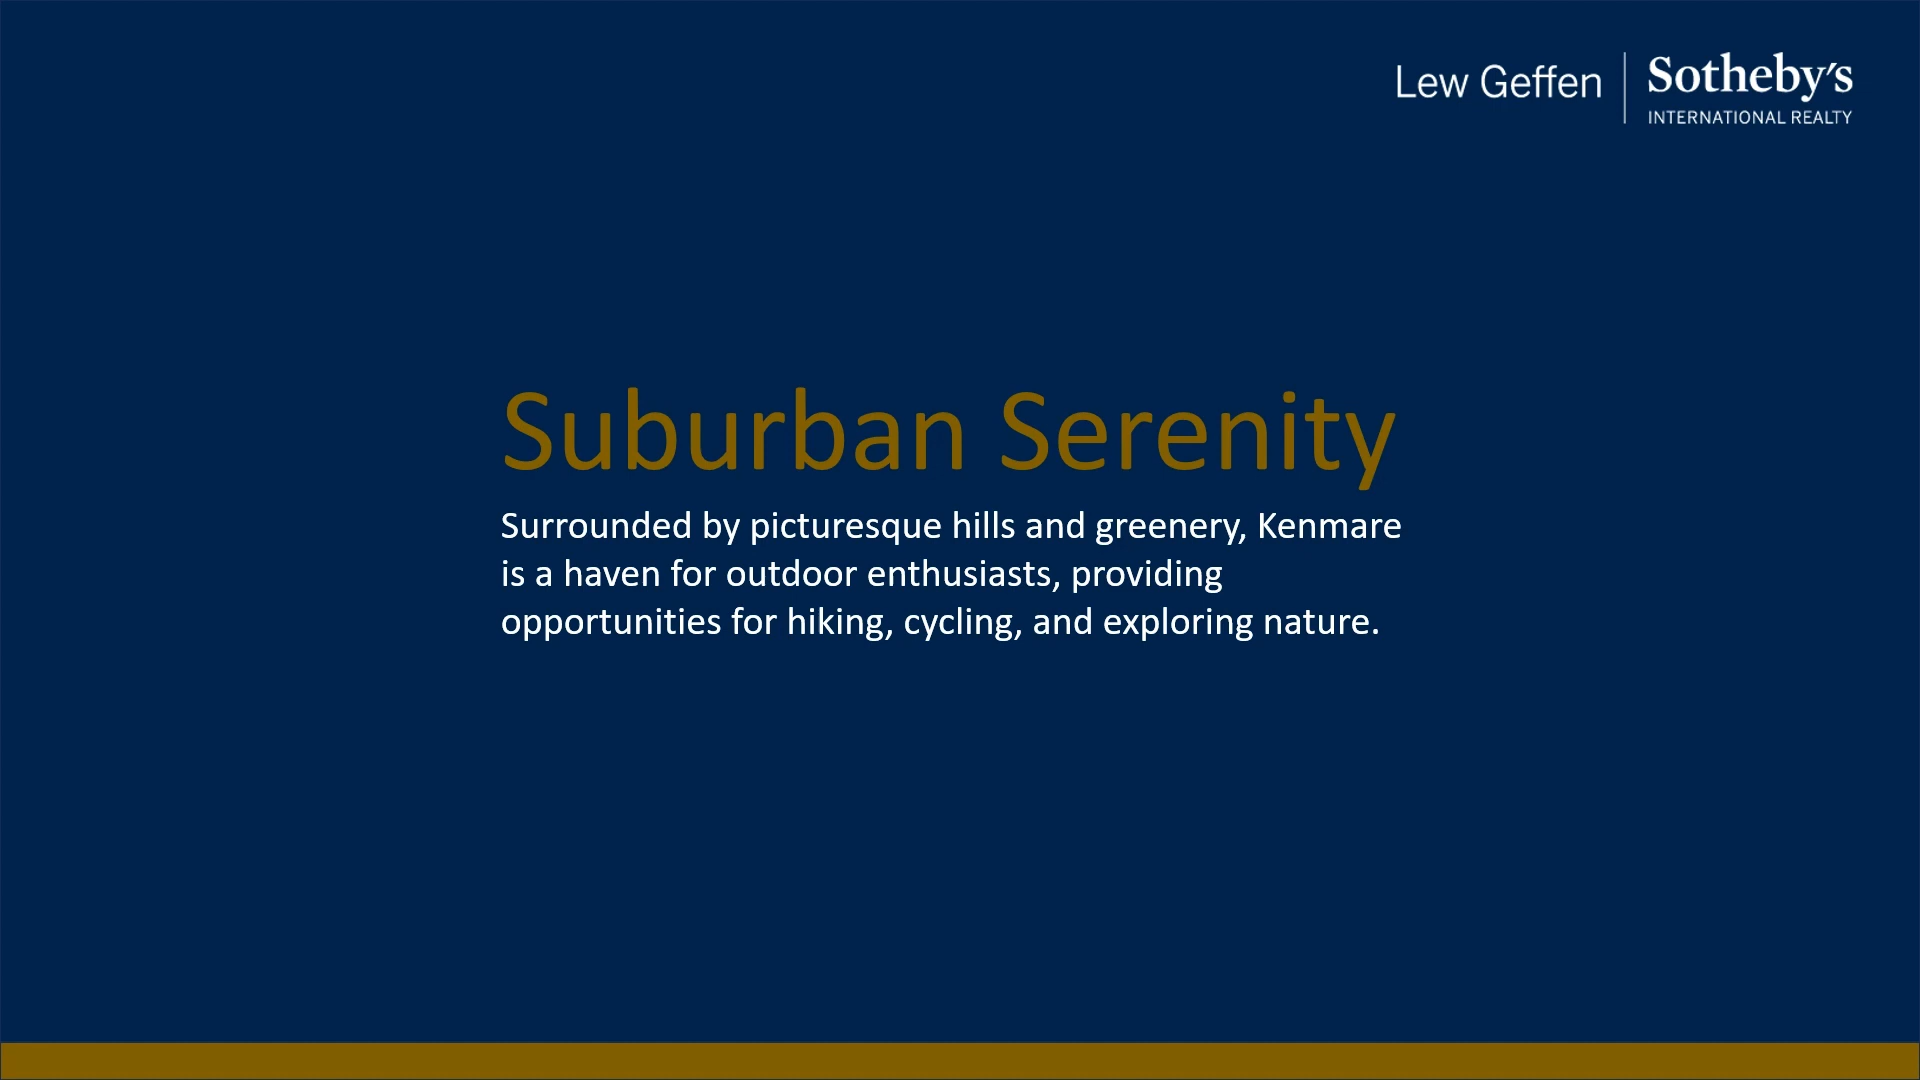 Lew Geffen
Sotheby's
INTERNATIONAL REALTY
Suburban Serenity
Surrounded by picturesque hills and greenery, Kenmare
is a haven for outdoor enthusiasts, providing
opportunities for hiking, cycling, and exploring nature.